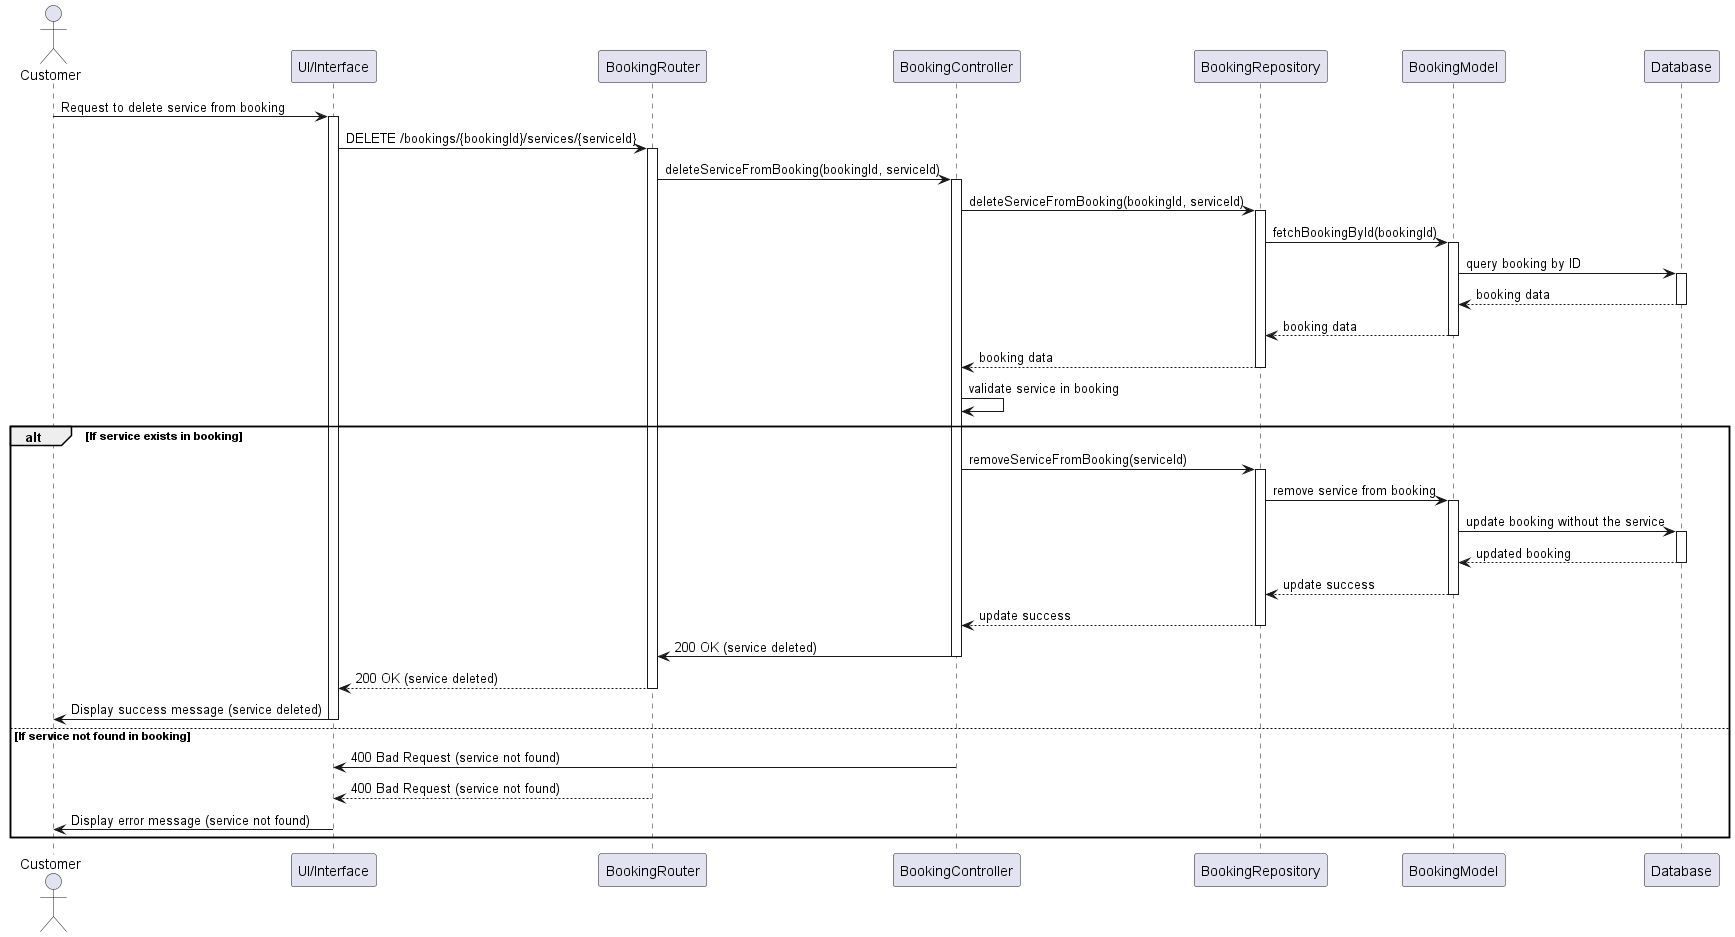 Customer
UI/Interface
BookingRouter
BookingController
BookingRepository
BookingModel
Database
Request to delete service from booking
DELETE /bookings/{bookingId}/services/{serviceId}
deleteServiceFromBooking(bookingId, serviceId)
deleteServiceFromBooking(bookingId, serviceId)
fetchBookingById(bookingId)
query booking by ID
booking data
booking data
booking data
validate service in booking
alt
[If service exists in booking]
removeServiceFromBooking(serviceId)
remove service from booking
update booking without the service
updated booking
update success
update success
200 OK (service deleted)
200 OK (service deleted)
Display success message (service deleted)
[If service not found in booking]
400 Bad Request (service not found)
400 Bad Request (service not found)
Display error message (service not found)
Customer
UI/Interface
BookingRouter
BookingController
BookingRepository
BookingModel
Database